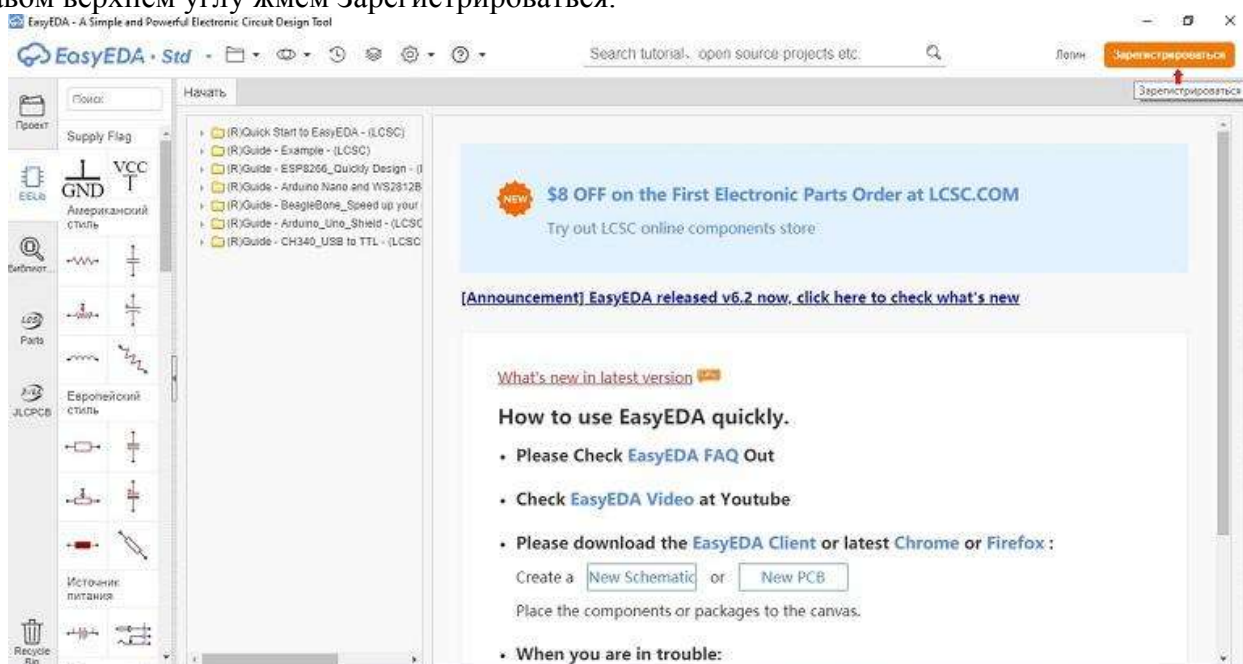 авом верхнем углу жмем Зарегистрироваться.
EasyEDA - A Simple and Powerful Electronic Circuit Design Tool
EasyEDA · Std
Search tutorial, open source projects etc.
Логин
Зарегистрироваться
Зарегистрироваться
Проект
EELib
Parts
JLCPCB
Recycle
Bin
Поиск
Supply Flag
GND
VCC
Американский
стиль
Европейский
стиль
Источник
питания
Начать
(R)Quick Start to EasyEDA - (LCSC)
(R)Guide - Example - (LCSC)
(R)Guide - ESP8266_Quickly Design - (l
(R)Guide - Arduino Nano and WS2812B
(R)Guide - BeagleBone_Speed up your
(R)Guide - Arduino_Uno_Shield - (LCSC
(R)Guide - CH340_USB to TTL - (LCSC
NEW
$8 OFF on the First Electronic Parts Order at LCSC.COM
Try out LCSC online components store
[Announcement] EasyEDA released v6.2 now, click here to check what's new
What's new in latest version
How to use EasyEDA quickly.
• Please Check EasyEDA FAQ Out
• Check EasyEDA Video at Youtube
• Please download the EasyEDA Client or latest Chrome or Firefox :
Create a New Schematic or New PCB
Place the components or packages to the canvas.
• When you are in trouble: